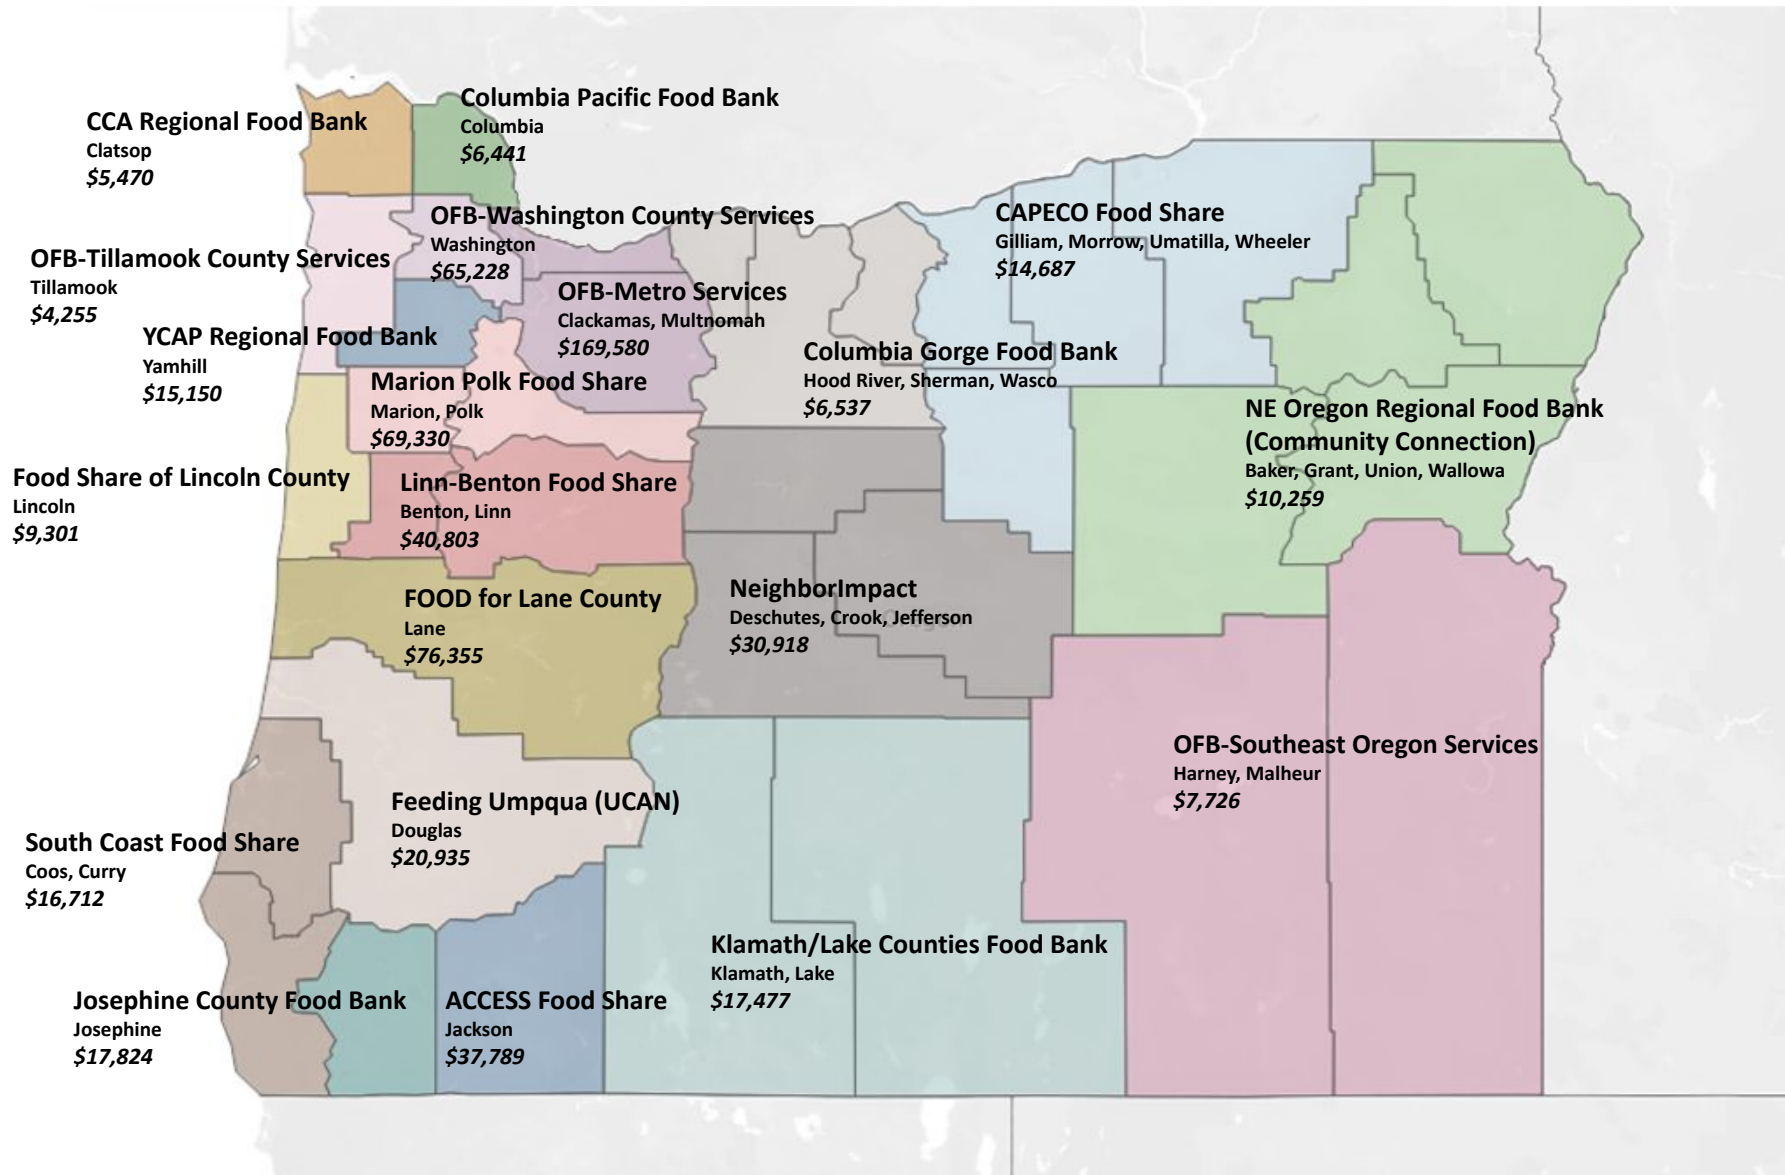 Columbia Pacific Food Bank
Columbia
$6,441
CCA Regional Food Bank
Clatsop
$5,470
OFB-Washington County Services
Washington
$65,228
CAPECO Food Share
Gilliam, Morrow, Umatilla, Wheeler
$14,687
OFB-Tillamook County Services
Tillamook
$4,255
OFB-Metro Services
Clackamas, Multnomah
$169,580
YCAP Regional Food Bank
Yamhill
$15,150
Columbia Gorge Food Bank
Hood River, Sherman, Wasco
$6,537
Marion Polk Food Share
Marion, Polk
$69,330
NE Oregon Regional Food Bank
(Community Connection)
Baker, Grant, Union, Wallowa
$10,259
Food Share of Lincoln County
Lincoln
$9,301
Linn-Benton Food Share
Benton, Linn
$40,803
NeighborImpact
Deschutes, Crook, Jefferson
$30,918
Oregon
FOOD for Lane County
Lane
$76,355
OFB-Southeast Oregon Services
Harney, Malheur
$7,726
Feeding Umpqua (UCAN)
Douglas
$20,935
South Coast Food Share
Coos, Curry
$16,712
Klamath/Lake Counties Food Bank
Klamath, Lake
$17,477
Josephine County Food Bank
Josephine
$17,824
ACCESS Food Share
Jackson
$37,789